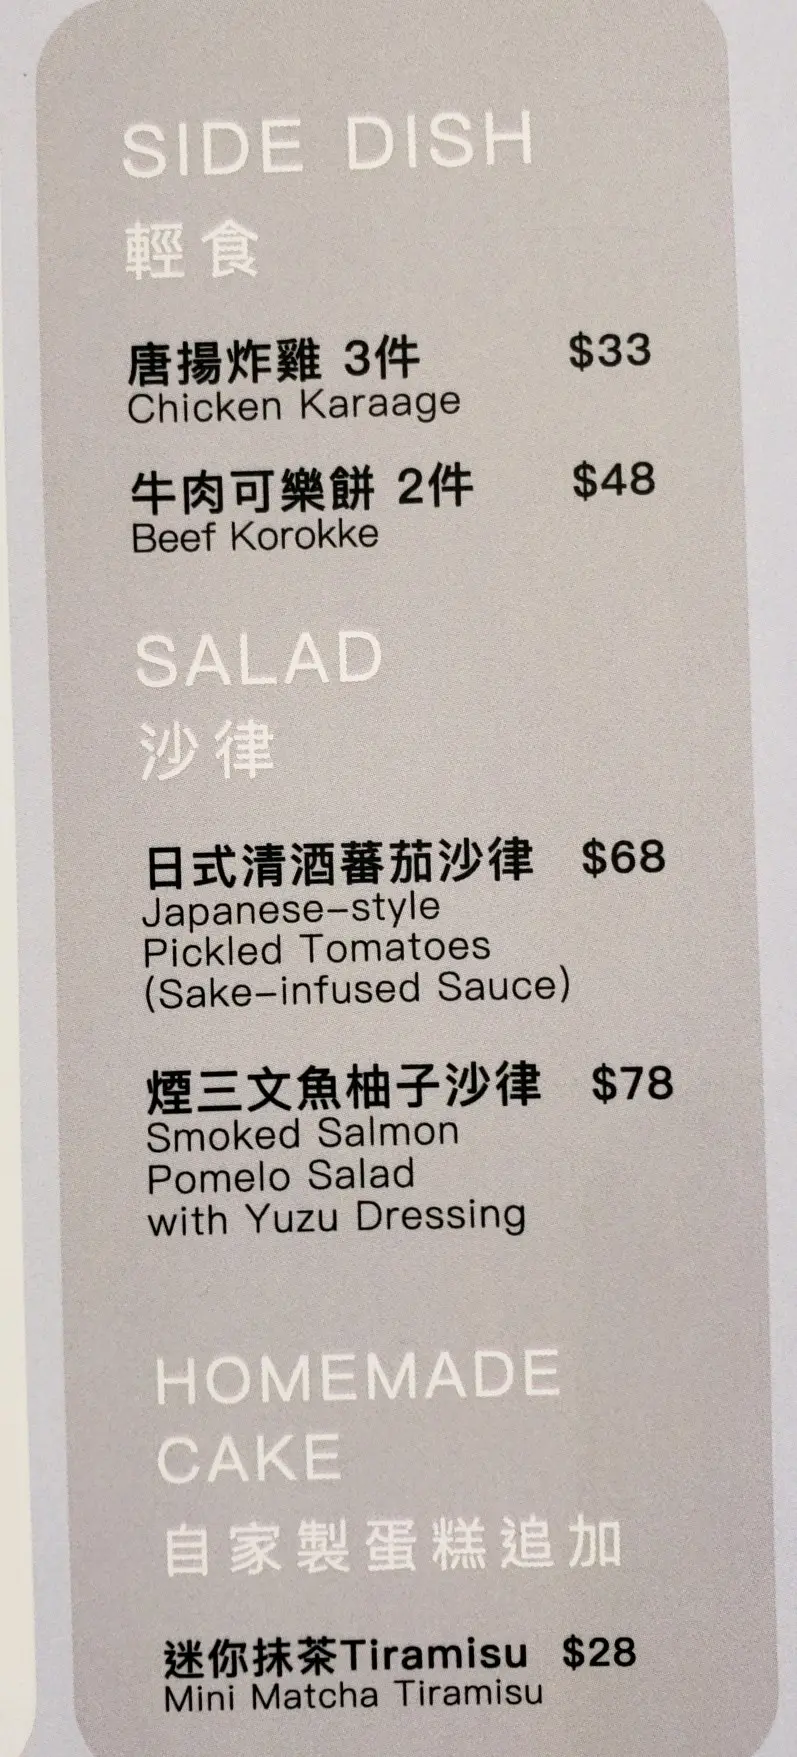 SIDE DISH
輕食
唐揚炸雞 3件 $33
Chicken Karaage
牛肉可樂餅 2件 $48
Beef Korokke
SALAD
沙律
日式清酒蕃茄沙律 $68
Japanese-style
Pickled Tomatoes
(Sake-infused Sauce)
煙三文魚柚子沙律 $78
Smoked Salmon
Pomelo Salad
with Yuzu Dressing
HOMEMADE
CAKE
自家製蛋糕追加
迷你抹茶Tiramisu $28
Mini Matcha Tiramisu